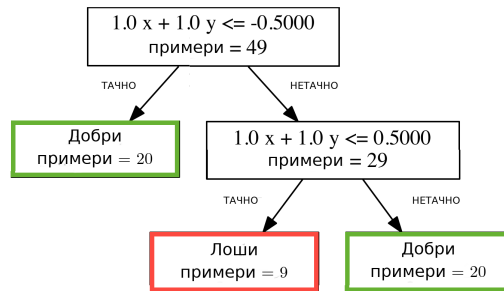 1.0 x + 1.0 y <= -0.5000
примери = 49
ТАЧНО
НЕТАЧНО
Добри
примери = 20
1.0 x + 1.0 y <= 0.5000
примери = 29
ТАЧНО
НЕТАЧНО
Лоши
примери = 9
Добри
примери = 20